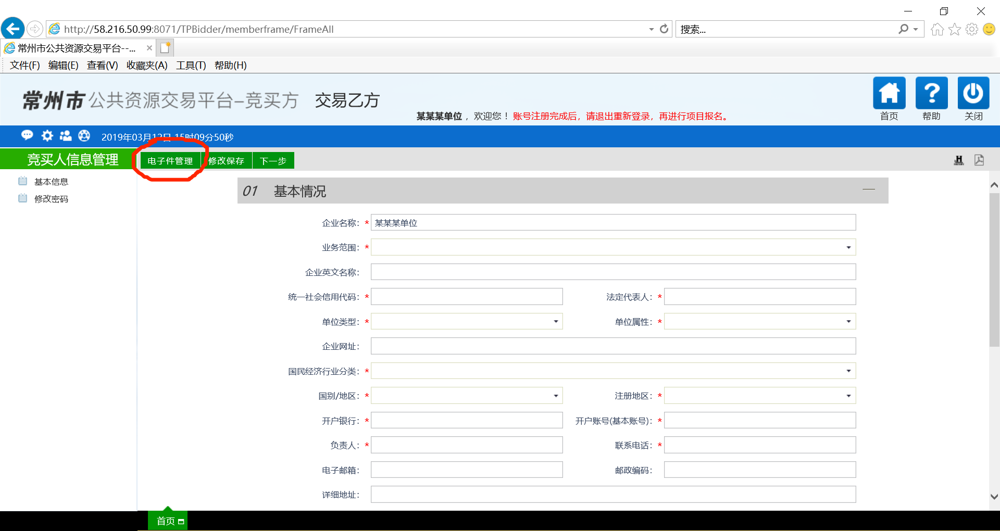 http://58.216.50.99:8071/TPBidder/memberframe/FrameAll
搜索...
常州市公共资源交易平台--...
文件(F) 编辑(E) 查看(V) 收藏夹(A) 工具(T) 帮助(H)
常州市公共资源交易平台-竞买方 交易乙方
某某某单位 ，欢迎您！ 账号注册完成后，请退出重新登录，再进行项目报名。
首页 帮助 关闭
2019年03月12日 15时09分50秒
竞买人信息管理
电子件管理 修改保存 下一步
基本信息
修改密码
01 基本情况
企业名称：* 某某某单位
业务范围：*
企业英文名称：
统一社会信用代码：* 法定代表人：*
单位类型：* 单位属性：*
企业网址：
国民经济行业分类：*
国别/地区：* 注册地区：*
开户银行：* 开户账号(基本账号)：*
负责人：* 联系电话：*
电子邮箱： 邮政编码：
详细地址：
首页